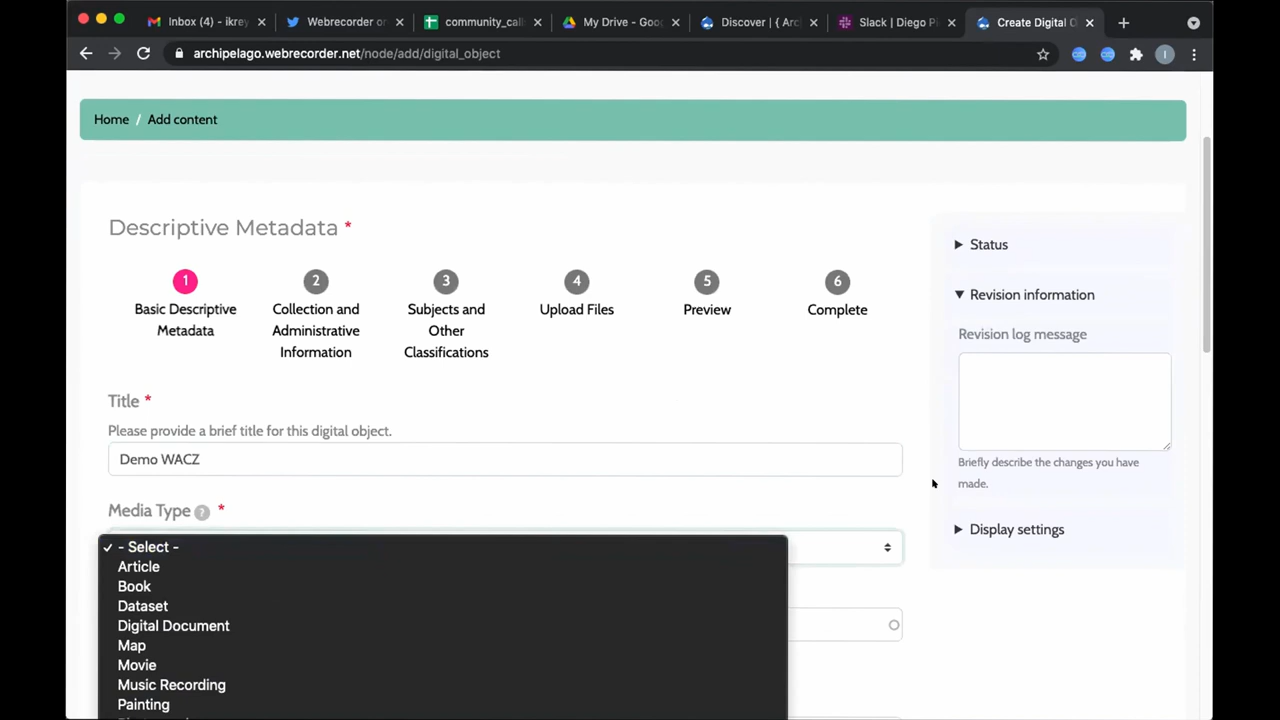 Inbox (4) – ikrey
Webrecorder or
community_call
My Drive - Goo
Discover | { Arc
Slack | Diego Pi
Create Digital O
archipelago.webrecorder.net/node/add/digital_object
I
Home / Add content
Descriptive Metadata *
1 2 3 4 5 6
Basic Descriptive Metadata
Collection and Administrative Information
Subjects and Other Classifications
Upload Files
Preview
Complete
Title *
Please provide a brief title for this digital object.
Demo WACZ
Media Type ? *
- Select -
Article
Book
Dataset
Digital Document
Map
Movie
Music Recording
Painting
Status
Revision information
Revision log message
Briefly describe the changes you have
made.
Display settings